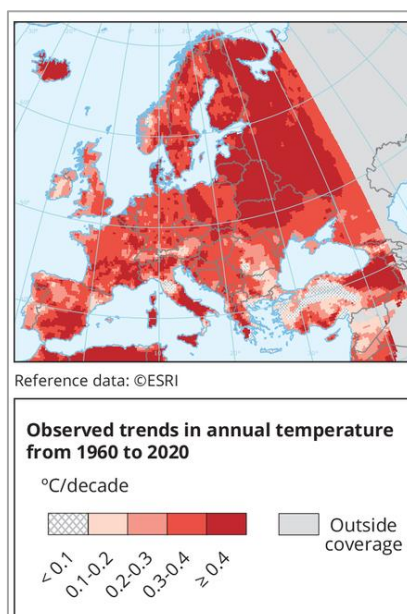 Reference data: ©ESRI
Observed trends in annual temperature
from 1960 to 2020
ºC/decade
< 0.1
0.1-0.2
0.2-0.3
0.3-0.4
≥ 0.4
Outside
coverage